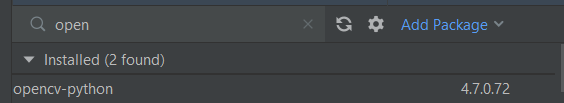 open Add Package
Installed (2 found)
opencv-python 4.7.0.72